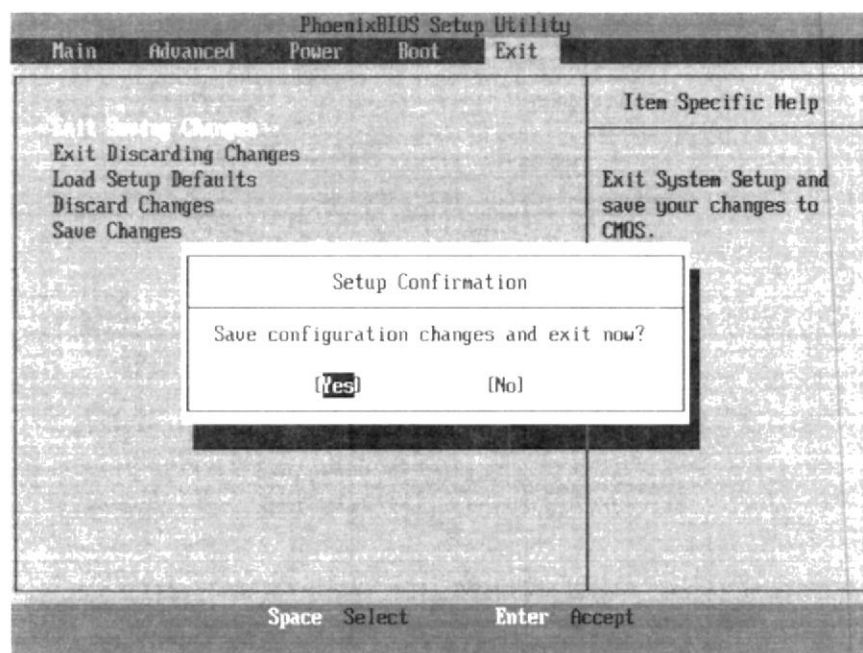 PhoenixBIOS Setup Utility
Main Advanced Power Boot Exit
Item Specific Help
Exit Saving Changes
Exit Discarding Changes
Load Setup Defaults
Discard Changes
Save Changes
Exit System Setup and
save your changes to
CMOS.
Setup Confirmation
Save configuration changes and exit now?
[Yes] [No]
Space Select Enter Accept